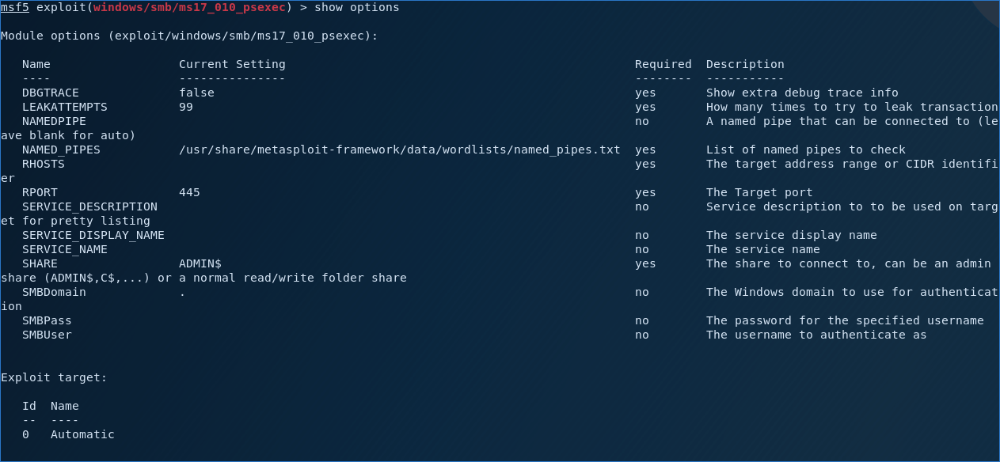 msf5 exploit(windows/smb/ms17_010_psexec) > show options
Module options (exploit/windows/smb/ms17_010_psexec):
Name Current Setting Required Description
---- --------------- -------- -----------
DBGTRACE false yes Show extra debug trace info
LEAKATTEMPTS 99 yes How many times to try to leak transaction
NAMEDPIPE no A named pipe that can be connected to (le
ave blank for auto)
NAMED_PIPES /usr/share/metasploit-framework/data/wordlists/named_pipes.txt yes List of named pipes to check
RHOSTS yes The target address range or CIDR identifi
er
RPORT 445 yes The Target port
SERVICE_DESCRIPTION no Service description to to be used on targ
et for pretty listing
SERVICE_DISPLAY_NAME no The service display name
SERVICE_NAME no The service name
SHARE ADMIN$ yes The share to connect to, can be an admin
share (ADMIN$,C$,...) or a normal read/write folder share
SMBDomain . no The Windows domain to use for authenticat
ion
SMBPass no The password for the specified username
SMBUser no The username to authenticate as
Exploit target:
Id Name
-- ----
0 Automatic